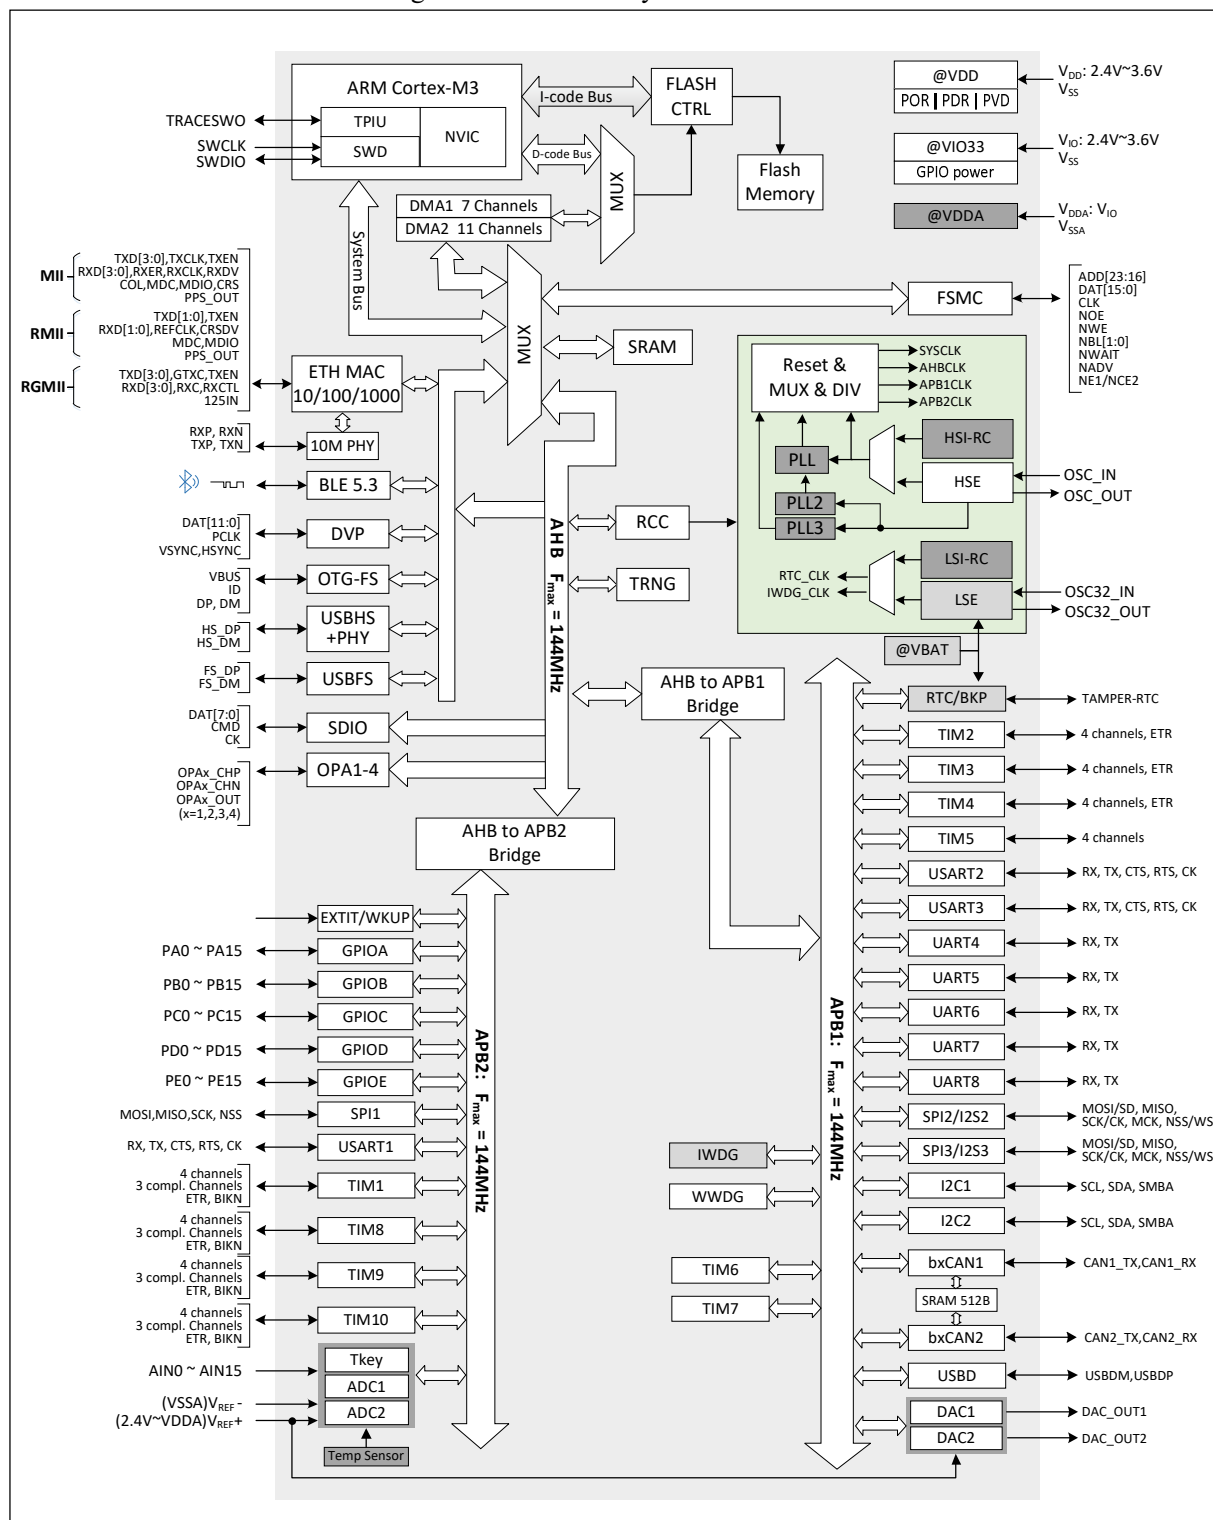 ARM Cortex-M3
TPIU
SWD
NVIC
TRACESWO
SWCLK
SWDIO
I-code Bus
D-code Bus
System Bus
FLASH
CTRL
Flash
Memory
MUX
DMA1 7 Channels
DMA2 11 Channels
MUX
@VDD
POR | PDR | PVD
VDD: 2.4V~3.6V
VSS
@VIO33
GPIO power
VIO: 2.4V~3.6V
VSS
@VDDA
VDDA: VIO
VSSA
MII
TXD[3:0],TXCLK,TXEN
RXD[3:0],RXER,RXCLK,RXDV
COL,MDC,MDIO,CRS
PPS_OUT
RMII
TXD[1:0],TXEN
RXD[1:0],REFCLK,CRSDV
MDC,MDIO
PPS_OUT
RGMII
TXD[3:0],GTXC,TXEN
RXD[3:0],RXC,RXCTL
125IN
ETH MAC
10/100/1000
RXP, RXN
TXP, TXN
10M PHY
BLE 5.3
DAT[11:0]
PCLK
VSYNC,HSYNC
DVP
VBUS
ID
DP, DM
OTG-FS
HS_DP
HS_DM
USBHS
+PHY
FS_DP
FS_DM
USBFS
DAT[7:0]
CMD
CK
SDIO
OPAx_CHP
OPAx_CHN
OPAx_OUT
(x=1,2,3,4)
OPA1-4
FSMC
ADD[23:16]
DAT[15:0]
CLK
NOE
NWE
NBL[1:0]
NWAIT
NADV
NE1/NCE2
SRAM
RCC
TRNG
AHB Fmax = 144MHz
Reset &
MUX & DIV
SYSCLK
AHBCLK
APB1CLK
APB2CLK
PLL
PLL2
PLL3
HSI-RC
HSE
OSC_IN
OSC_OUT
RTC_CLK
IWDG_CLK
LSI-RC
LSE
OSC32_IN
OSC32_OUT
@VBAT
AHB to APB1
Bridge
AHB to APB2
Bridge
RTC/BKP
TAMPER-RTC
TIM2
4 channels, ETR
TIM3
4 channels, ETR
TIM4
4 channels, ETR
TIM5
4 channels
USART2
RX, TX, CTS, RTS, CK
USART3
RX, TX, CTS, RTS, CK
UART4
RX, TX
UART5
RX, TX
UART6
RX, TX
UART7
RX, TX
UART8
RX, TX
SPI2/I2S2
MOSI/SD, MISO,
SCK/CK, MCK, NSS/WS
SPI3/I2S3
MOSI/SD, MISO,
SCK/CK, MCK, NSS/WS
I2C1
SCL, SDA, SMBA
I2C2
SCL, SDA, SMBA
bxCAN1
CAN1_TX,CAN1_RX
SRAM 512B
bxCAN2
CAN2_TX,CAN2_RX
USBD
USBDM,USBDP
DAC1
DAC_OUT1
DAC2
DAC_OUT2
APB1: Fmax = 144MHz
IWDG
WWDG
TIM6
TIM7
APB2: Fmax = 144MHz
EXTIT/WKUP
PA0 ~ PA15
GPIOA
PB0 ~ PB15
GPIOB
PC0 ~ PC15
GPIOC
PD0 ~ PD15
GPIOD
PE0 ~ PE15
GPIOE
MOSI,MISO,SCK, NSS
SPI1
RX, TX, CTS, RTS, CK
USART1
4 channels
3 compl. Channels
ETR, BIKN
TIM1
4 channels
3 compl. Channels
ETR, BIKN
TIM8
4 channels
3 compl. Channels
ETR, BIKN
TIM9
4 channels
3 compl. Channels
ETR, BIKN
TIM10
AIN0 ~ AIN15
Tkey
ADC1
ADC2
(VSSA)VREF-
(2.4V~VDDA)VREF+
Temp Sensor